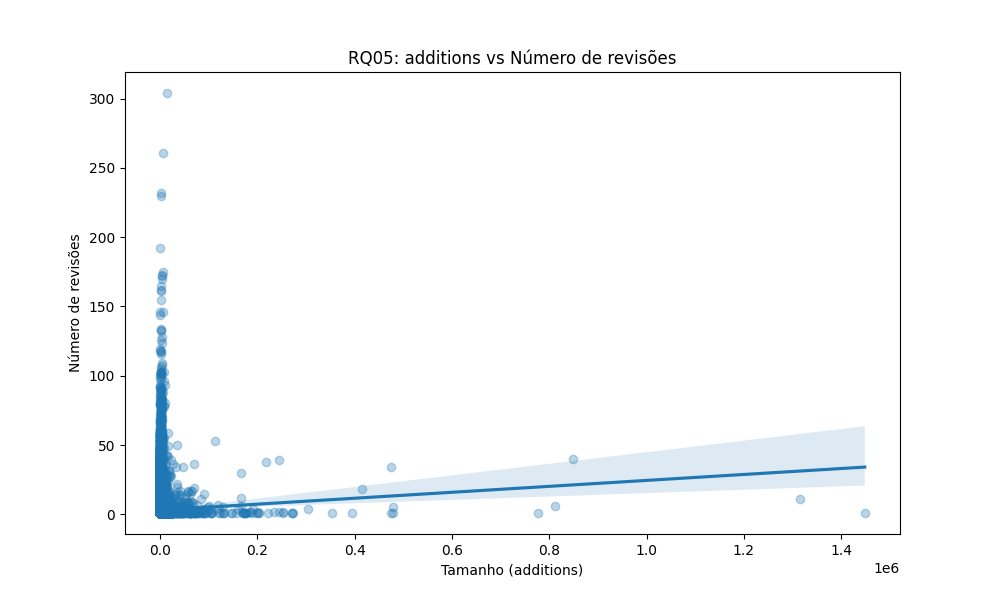 RQ05: additions vs Número de revisões
Número de revisões
300
250
200
150
100
50
0
0.0 0.2 0.4 0.6 0.8 1.0 1.2 1.4
1e6
Tamanho (additions)